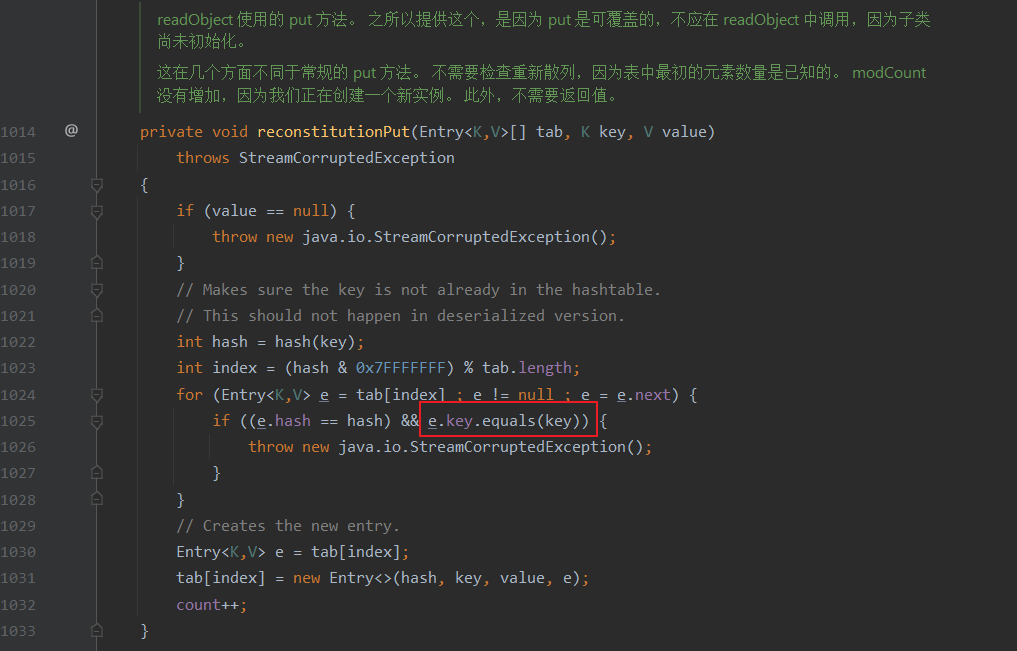 readObject 使用的 put 方法。 之所以提供这个，是因为 put 是可覆盖的，不应在 readObject 中调用，因为子类
尚未初始化。
这在几个方面不同于常规的 put 方法。 不需要检查重新散列，因为表中最初的元素数量是已知的。 modCount
没有增加，因为我们正在创建一个新实例。 此外，不需要返回值。
1014 @ private void reconstitutionPut(Entry<K,V>[] tab, K key, V value)
1015 throws StreamCorruptedException
1016 {
1017 if (value == null) {
1018 throw new java.io.StreamCorruptedException();
1019 }
1020 // Makes sure the key is not already in the hashtable.
1021 // This should not happen in deserialized version.
1022 int hash = hash(key);
1023 int index = (hash & 0x7FFFFFFF) % tab.length;
1024 for (Entry<K,V> e = tab[index] ; e != null ; e = e.next) {
1025 if ((e.hash == hash) && e.key.equals(key)) {
1026 throw new java.io.StreamCorruptedException();
1027 }
1028 }
1029 // Creates the new entry.
1030 Entry<K,V> e = tab[index];
1031 tab[index] = new Entry<>(hash, key, value, e);
1032 count++;
1033 }